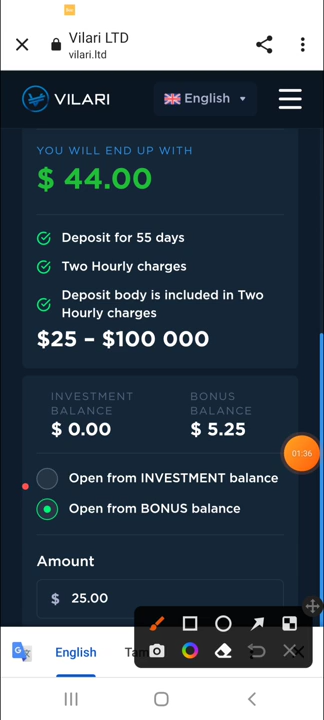 Vilari LTD
vilari.ltd
VILARI
English
YOU WILL END UP WITH
$ 44.00
Deposit for 55 days
Two Hourly charges
Deposit body is included in Two
Hourly charges
$25 – $100 000
INVESTMENT BALANCE
BONUS BALANCE
$ 0.00
$ 5.25
01:36
Open from INVESTMENT balance
Open from BONUS balance
Amount
$ 25.00
English